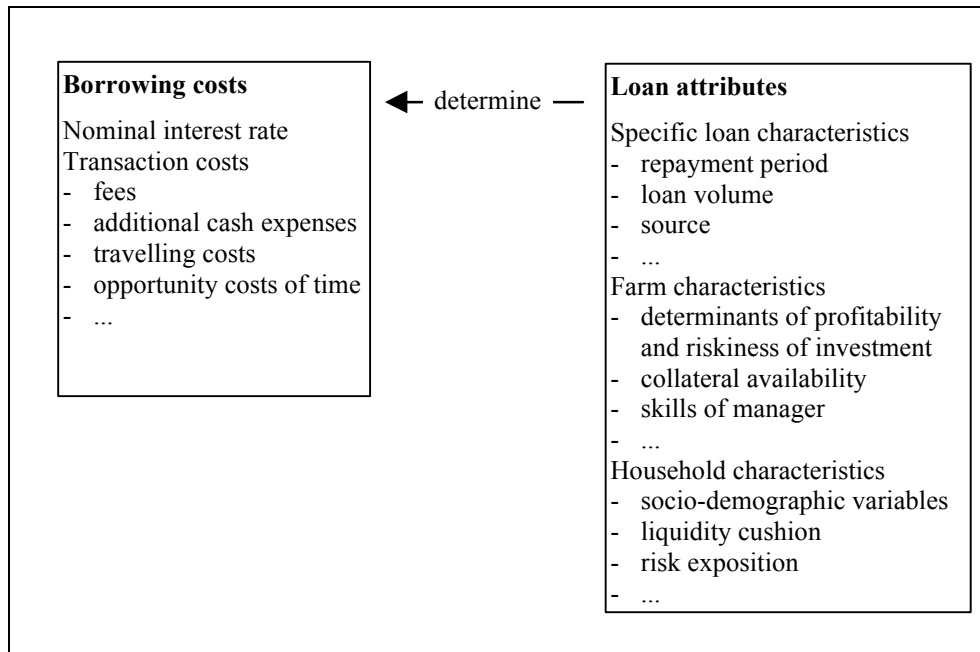 Borrowing costs
Nominal interest rate
Transaction costs
- fees
- additional cash expenses
- travelling costs
- opportunity costs of time
- ...
determine
Loan attributes
Specific loan characteristics
- repayment period
- loan volume
- source
- ...
Farm characteristics
- determinants of profitability
and riskiness of investment
- collateral availability
- skills of manager
- ...
Household characteristics
- socio-demographic variables
- liquidity cushion
- risk exposition
- ...